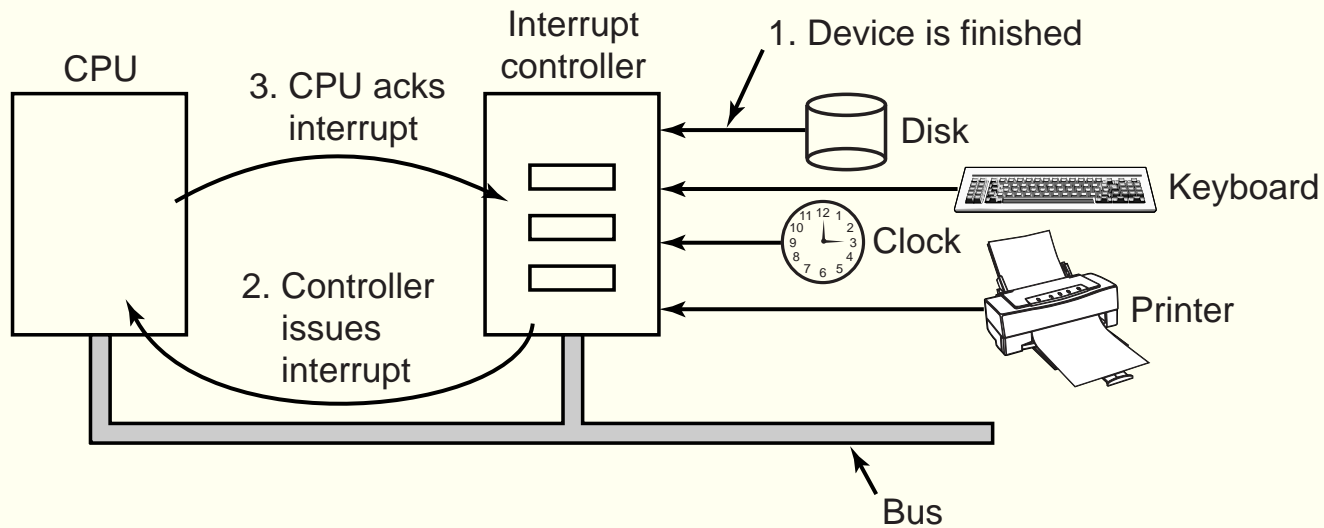 CPU
Interrupt
controller
1. Device is finished
3. CPU acks
interrupt
Disk
Keyboard
11 12 1
10 2
9 3
8 4
7 6 5
Clock
2. Controller
issues
interrupt
Printer
Bus